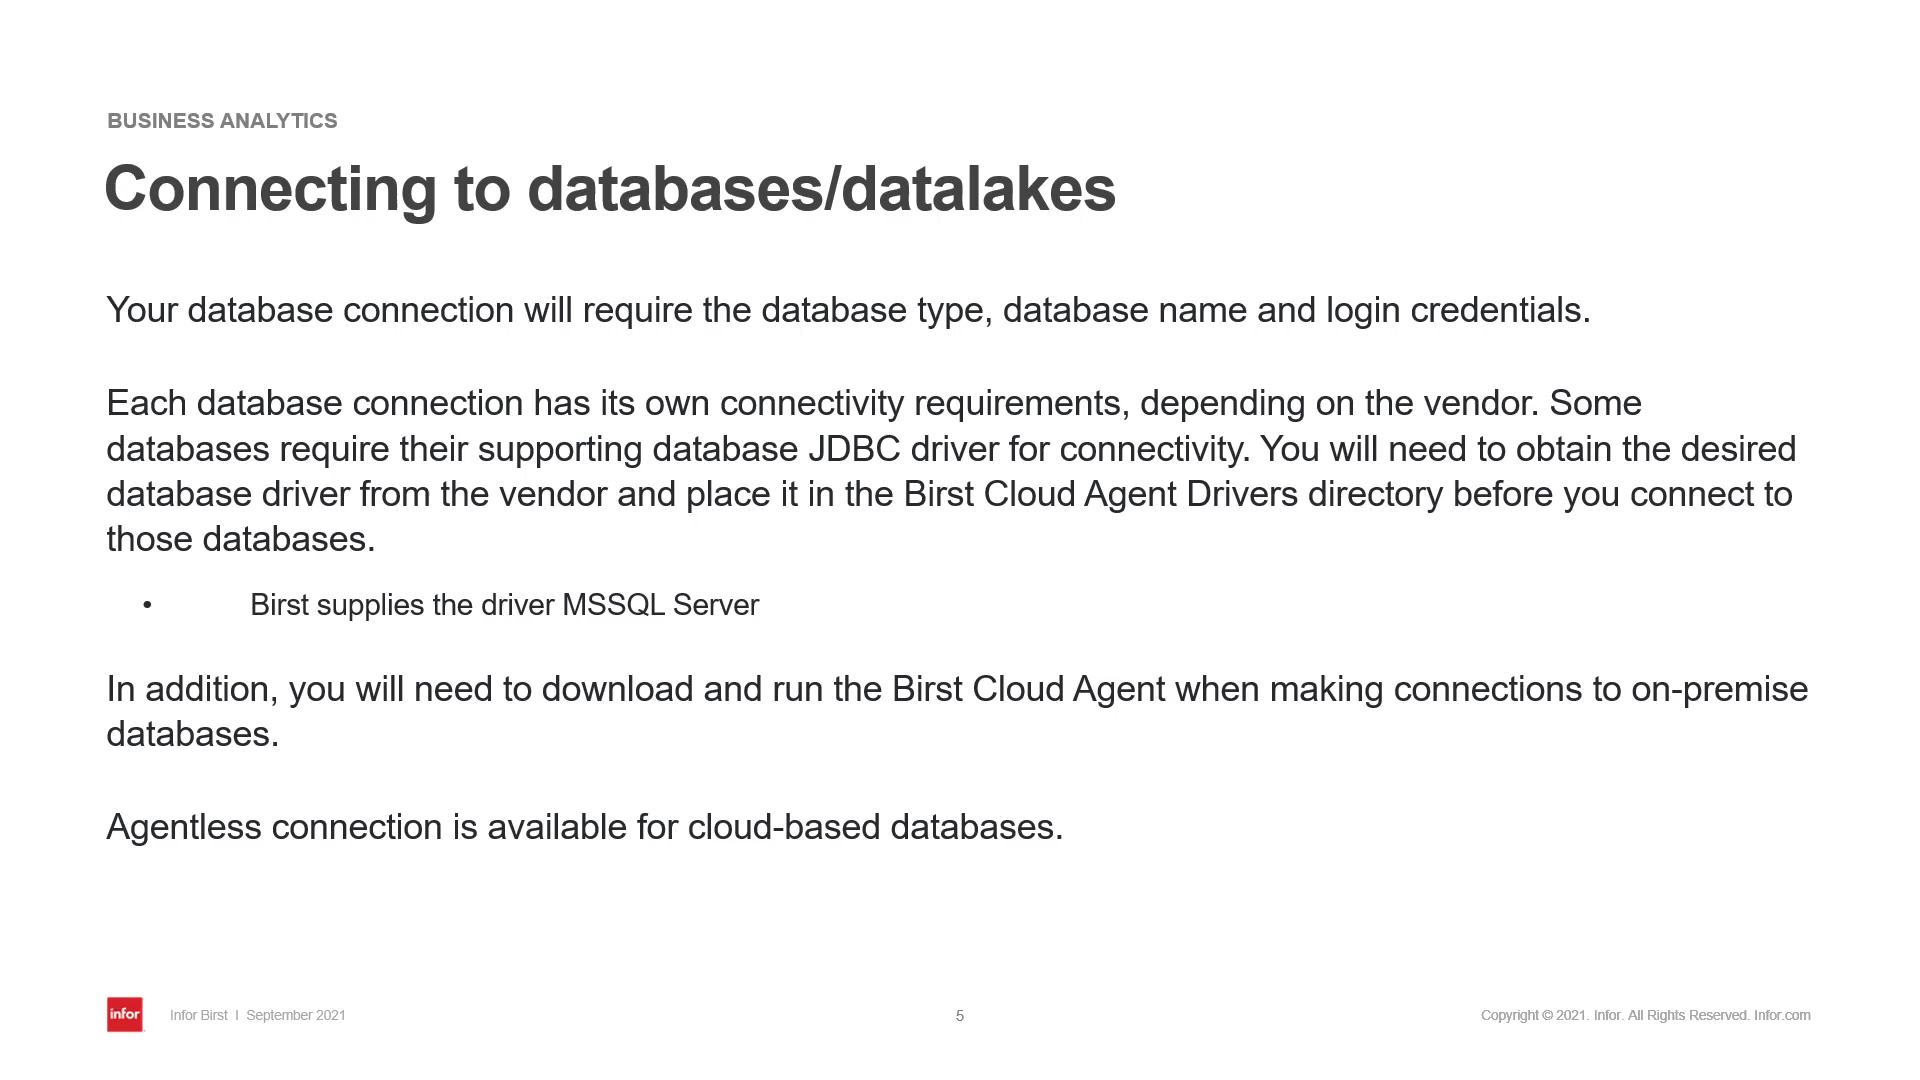 BUSINESS ANALYTICS
Connecting to databases/datalakes
Your database connection will require the database type, database name and login credentials.
Each database connection has its own connectivity requirements, depending on the vendor. Some
databases require their supporting database JDBC driver for connectivity. You will need to obtain the desired
database driver from the vendor and place it in the Birst Cloud Agent Drivers directory before you connect to
those databases.
• Birst supplies the driver MSSQL Server
In addition, you will need to download and run the Birst Cloud Agent when making connections to on-premise
databases.
Agentless connection is available for cloud-based databases.
infor
Infor Birst I September 2021
5
Copyright © 2021. Infor. All Rights Reserved. Infor.com